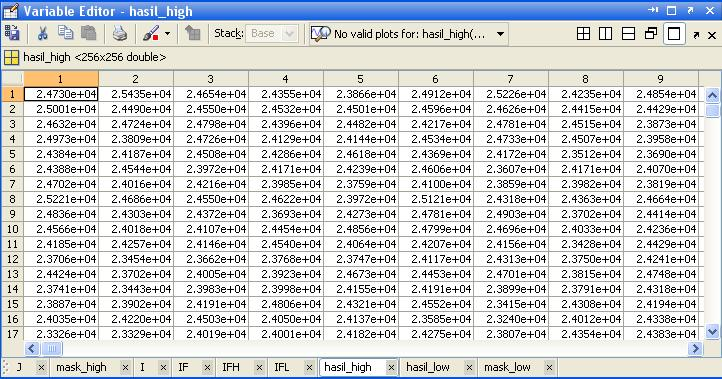 Variable Editor - hasil_high
Stack: Base No valid plots for: hasil_high(...
hasil_high <256x256 double>
1 2 3 4 5 6 7 8 9
1 2.4730e+04 2.5435e+04 2.4654e+04 2.4355e+04 2.3866e+04 2.4912e+04 2.5226e+04 2.4235e+04 2.4854e+04
2 2.5001e+04 2.4490e+04 2.4550e+04 2.4532e+04 2.4501e+04 2.4596e+04 2.4626e+04 2.4415e+04 2.4429e+04
3 2.4632e+04 2.4724e+04 2.4798e+04 2.4396e+04 2.4482e+04 2.4217e+04 2.4781e+04 2.4515e+04 2.3873e+04
4 2.4973e+04 2.3809e+04 2.4726e+04 2.4129e+04 2.4144e+04 2.4534e+04 2.4733e+04 2.4507e+04 2.3958e+04
5 2.4384e+04 2.4187e+04 2.4508e+04 2.4286e+04 2.4618e+04 2.4369e+04 2.4172e+04 2.3512e+04 2.3690e+04
6 2.4388e+04 2.4544e+04 2.3972e+04 2.4171e+04 2.4239e+04 2.4606e+04 2.3607e+04 2.4171e+04 2.4070e+04
7 2.4702e+04 2.4016e+04 2.4216e+04 2.3985e+04 2.3759e+04 2.4100e+04 2.3859e+04 2.3982e+04 2.3819e+04
8 2.5221e+04 2.4686e+04 2.4550e+04 2.4622e+04 2.3972e+04 2.5121e+04 2.4318e+04 2.4363e+04 2.4664e+04
9 2.4836e+04 2.4303e+04 2.4372e+04 2.3693e+04 2.4273e+04 2.4781e+04 2.4903e+04 2.3702e+04 2.4414e+04
10 2.4566e+04 2.4018e+04 2.4107e+04 2.4454e+04 2.4856e+04 2.4799e+04 2.4696e+04 2.4033e+04 2.4236e+04
11 2.4185e+04 2.4257e+04 2.4146e+04 2.4540e+04 2.4064e+04 2.4207e+04 2.4156e+04 2.3428e+04 2.4429e+04
12 2.3706e+04 2.3454e+04 2.3662e+04 2.3768e+04 2.3747e+04 2.4117e+04 2.4313e+04 2.3750e+04 2.4241e+04
13 2.4424e+04 2.3702e+04 2.4005e+04 2.3923e+04 2.4673e+04 2.4453e+04 2.4701e+04 2.3815e+04 2.4748e+04
14 2.3741e+04 2.3443e+04 2.3983e+04 2.3998e+04 2.4155e+04 2.4191e+04 2.3899e+04 2.3791e+04 2.4318e+04
15 2.3887e+04 2.3902e+04 2.4191e+04 2.4806e+04 2.4321e+04 2.4552e+04 2.3415e+04 2.4308e+04 2.4194e+04
16 2.4035e+04 2.4220e+04 2.4503e+04 2.4050e+04 2.4137e+04 2.3585e+04 2.3240e+04 2.4012e+04 2.4338e+04
17 2.3326e+04 2.3329e+04 2.4019e+04 2.4001e+04 2.4182e+04 2.4275e+04 2.3807e+04 2.4354e+04 2.4383e+04
J mask_high I IF IFH IFL hasil_high hasil_low mask_low